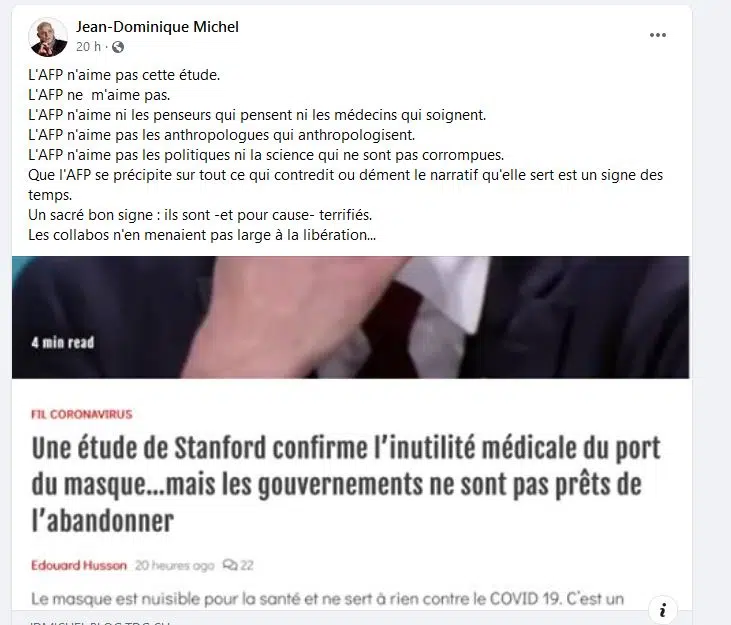 Jean-Dominique Michel
20 h ·
L'AFP n'aime pas cette étude.
L'AFP ne  m'aime pas.
L'AFP n'aime ni les penseurs qui pensent ni les médecins qui soignent.
L'AFP n'aime pas les anthropologues qui anthropologisent.
L'AFP n'aime pas les politiques ni la science qui ne sont pas corrompues.
Que l'AFP se précipite sur tout ce qui contredit ou dément le narratif qu'elle sert est un signe des
temps.
Un sacré bon signe : ils sont -et pour cause- terrifiés.
Les collabos n'en menaient pas large à la libération...
4 min read
FIL CORONAVIRUS
Une étude de Stanford confirme l'inutilité médicale du port
du masque...mais les gouvernements ne sont pas prêts de
l'abandonner
Edouard Husson 20 heures ago 22
Le masque est nuisible pour la santé et ne sert à rien contre le COVID 19. C'est un